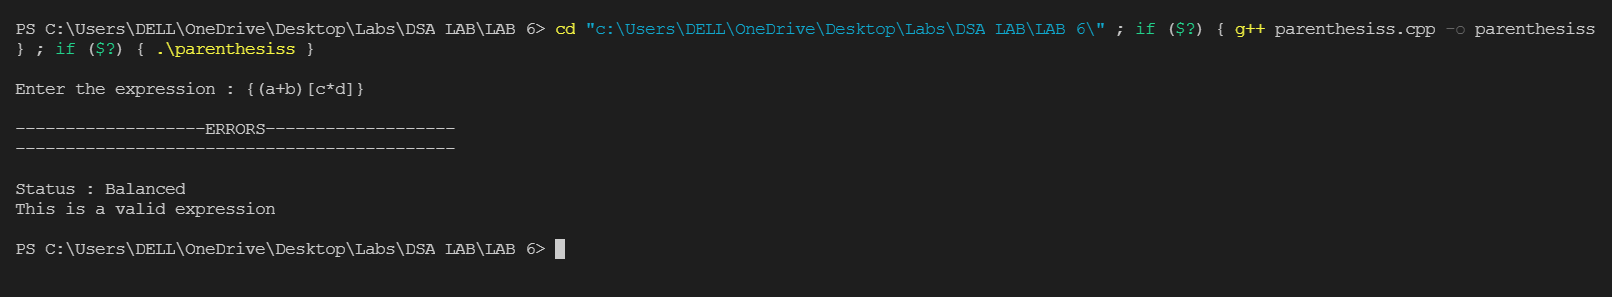 PS C:\Users\DELL\OneDrive\Desktop\Labs\DSA LAB\LAB 6> cd "c:\Users\DELL\OneDrive\Desktop\Labs\DSA LAB\LAB 6\" ; if ($?) { g++ parenthesiss.cpp -o parenthesiss
} ; if ($?) { .\parenthesiss }
Enter the expression : {(a+b)[c*d]}
-------------------ERRORS-------------------
--------------------------------------------
Status : Balanced
This is a valid expression
PS C:\Users\DELL\OneDrive\Desktop\Labs\DSA LAB\LAB 6>